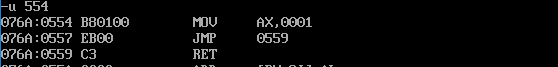 -u 554
076A:0554 B80100 MOV AX,0001
076A:0557 EB00 JMP 0559
076A:0559 C3 RET